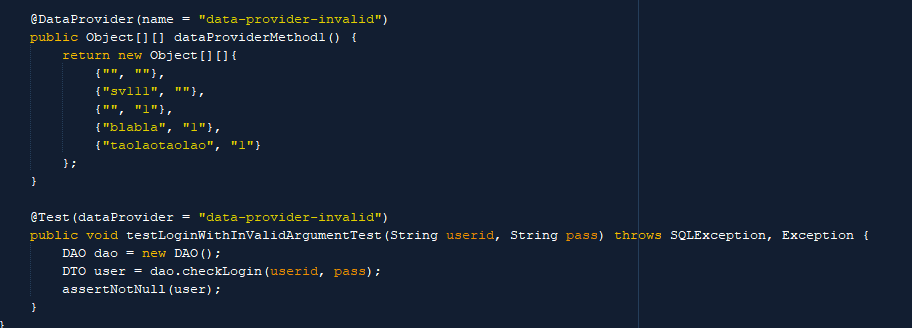 @DataProvider(name = "data-provider-invalid")
public Object[][] dataProviderMethod1() {
return new Object[][]{
{"", ""},
{"sv111", ""},
{"", "1"},
{"blabla", "1"},
{"taolaotaolao", "1"}
};
}
@Test(dataProvider = "data-provider-invalid")
public void testLoginWithInValidArgumentTest(String userid, String pass) throws SQLException, Exception {
DAO dao = new DAO();
DTO user = dao.checkLogin(userid, pass);
assertNotNull(user);
}
}